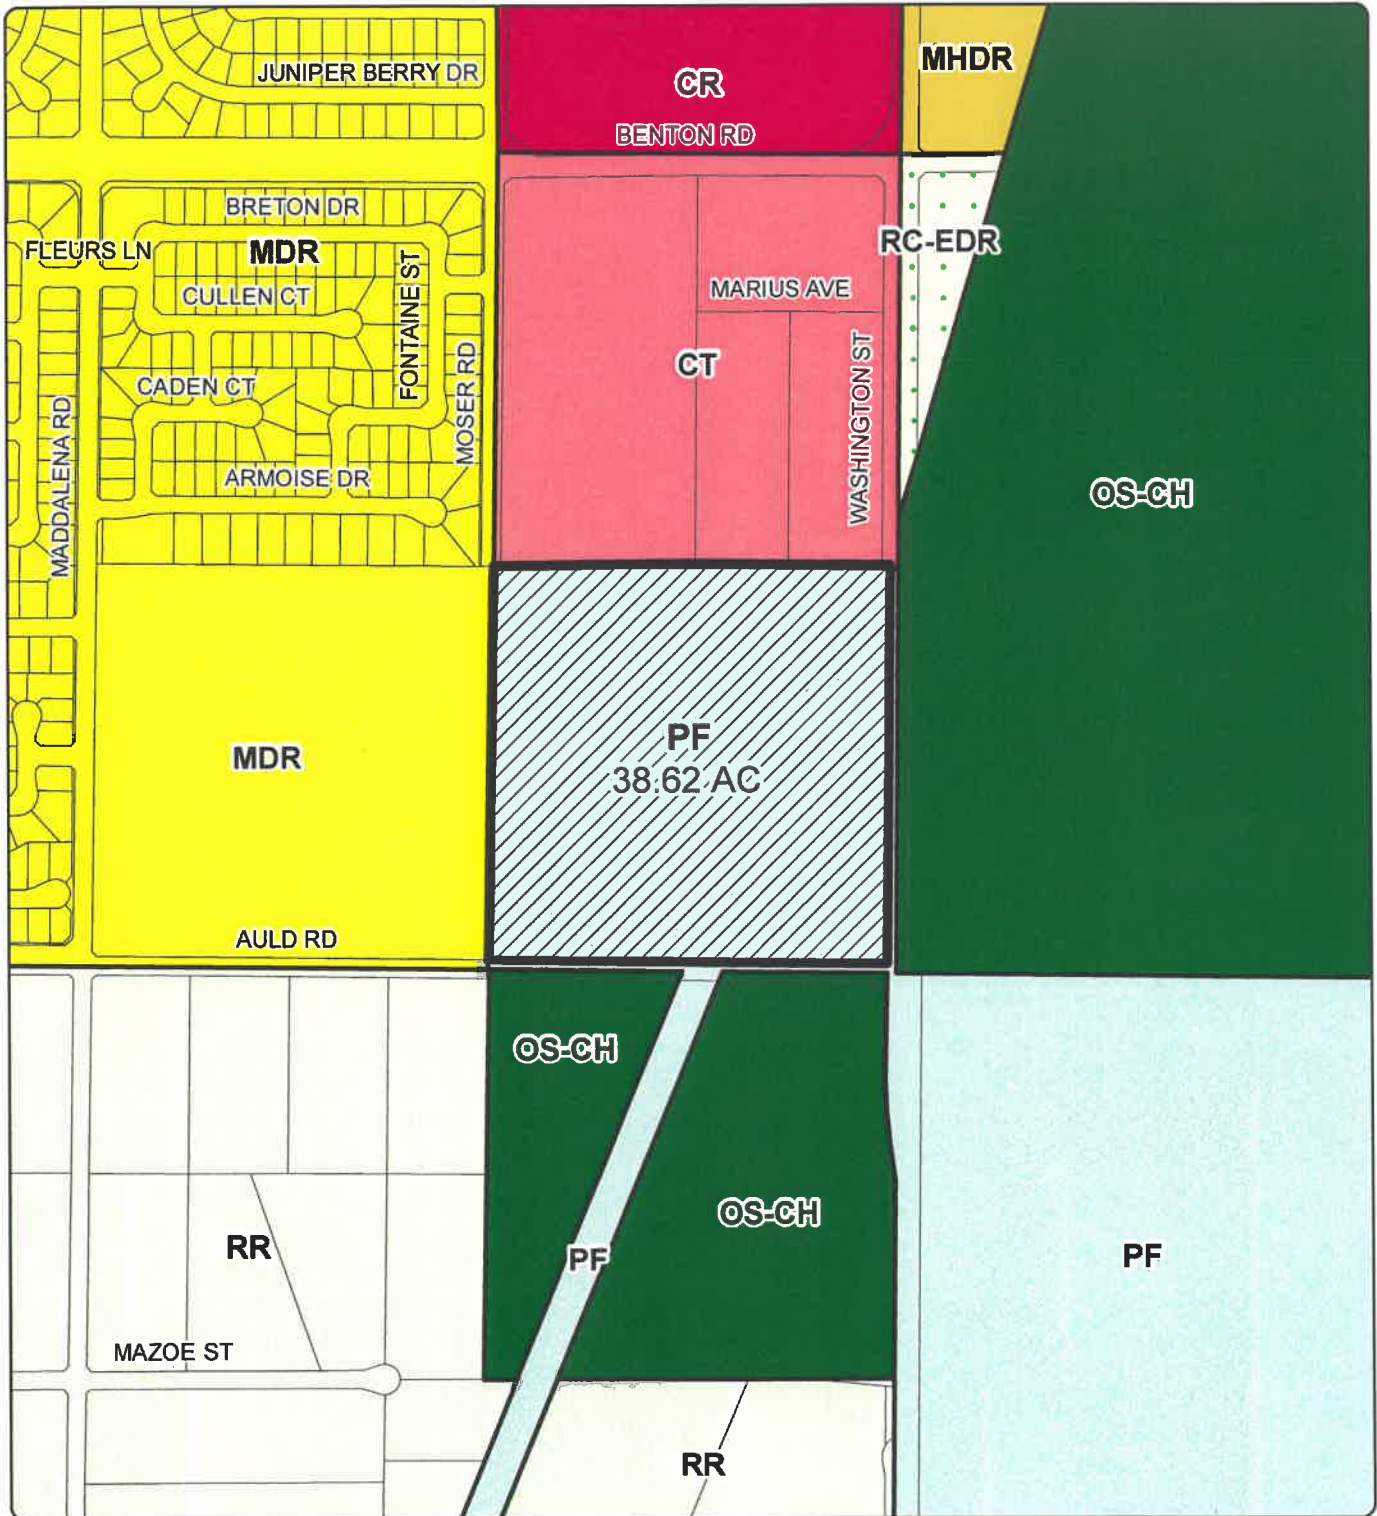 JUNIPER BERRY DR
CR
MHDR
BENTON RD
BRETON DR
FLEURS LN
MDR
RC-EDR
CULLEN CT
FONTAINE ST
MARIUS AVE
CT
MOSER RD
WASHINGTON ST
CADEN CT
MADDALENA RD
ARMOISE DR
OS-CH
MDR
PF
38.62 AC
AULD RD
OS-CH
OS-CH
RR
PF
PF
MAZOE ST
RR